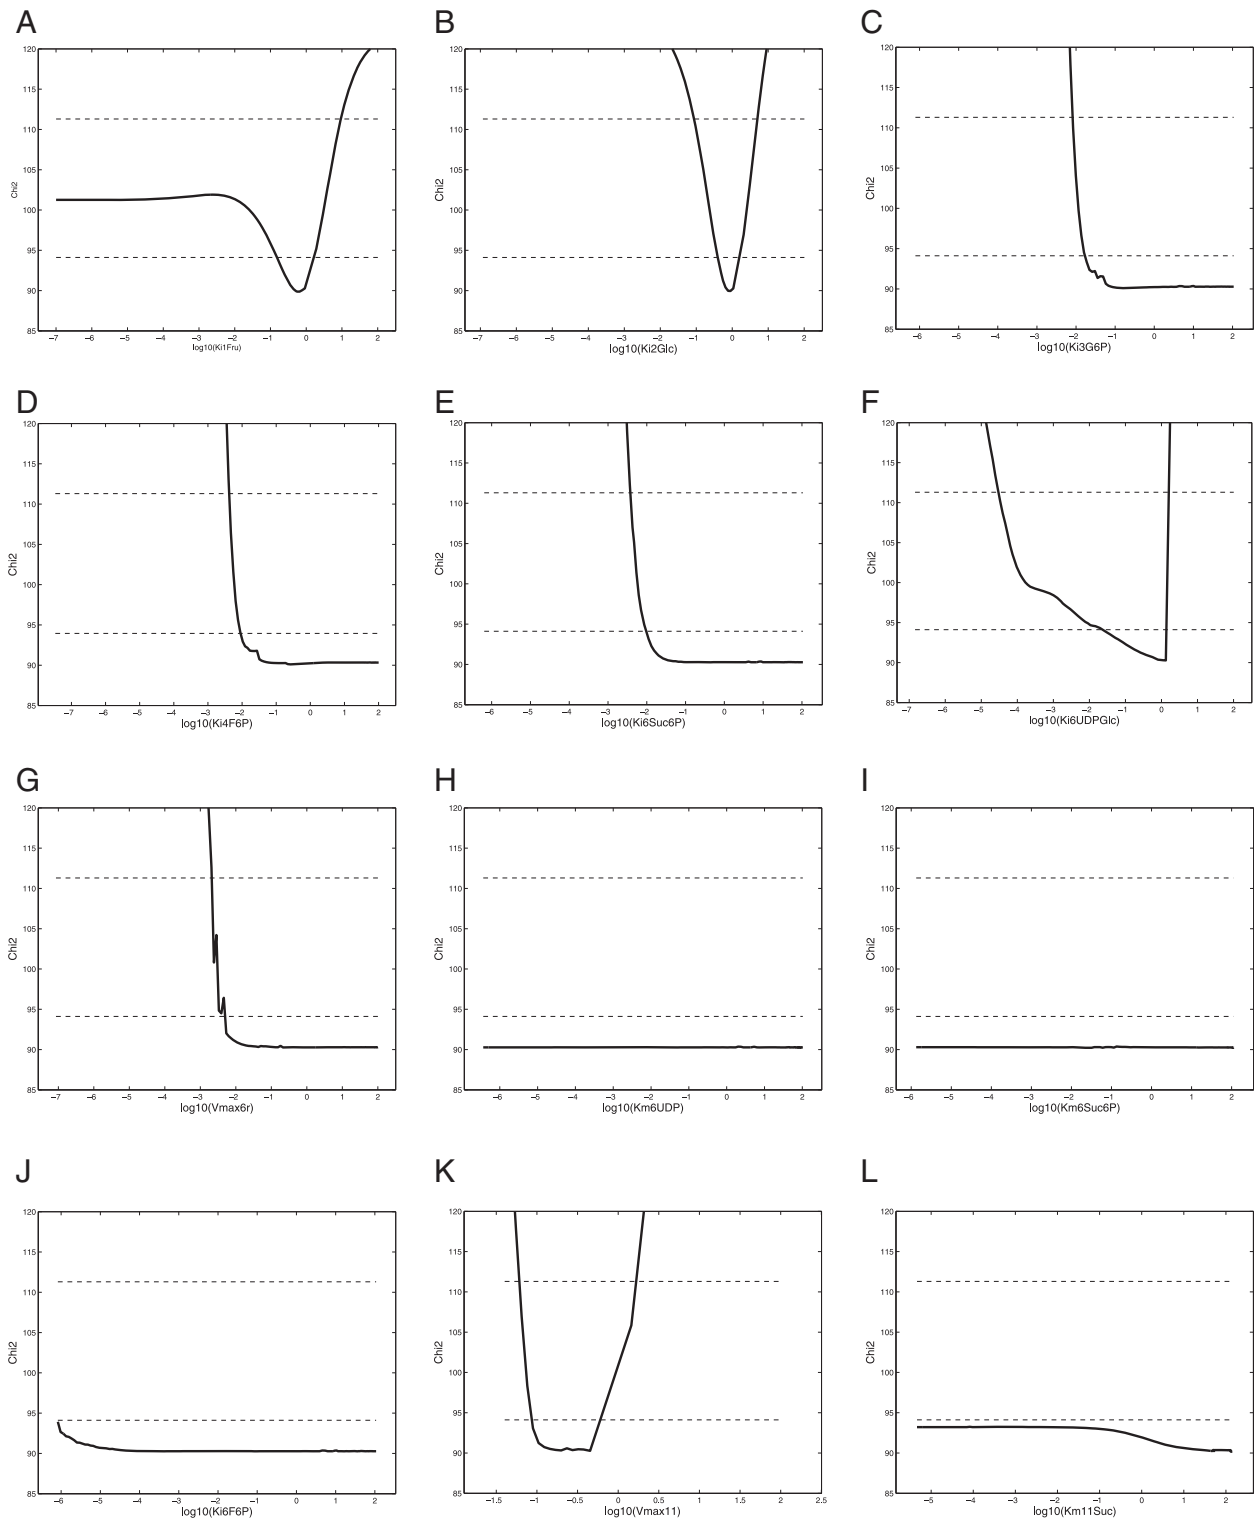 A
120
115
110
105
100
95
90
85
Chi2
−7 −6 −5 −4 −3 −2 −1 0 1 2
log10(Ki1Fru)
B
120
115
110
105
100
95
90
85
Chi2
−7 −6 −5 −4 −3 −2 −1 0 1 2
log10(Ki2Glc)
C
120
115
110
105
100
95
90
85
Chi2
−6 −5 −4 −3 −2 −1 0 1 2
log10(Ki3G6P)
D
120
115
110
105
100
95
90
85
Chi2
−7 −6 −5 −4 −3 −2 −1 0 1 2
log10(Ki4F6P)
E
120
115
110
105
100
95
90
85
Chi2
−6 −5 −4 −3 −2 −1 0 1 2
log10(Ki6Suc6P)
F
120
115
110
105
100
95
90
85
Chi2
−7 −6 −5 −4 −3 −2 −1 0 1 2
log10(Ki6UDPGlc)
G
120
115
110
105
100
95
90
85
Chi2
−7 −6 −5 −4 −3 −2 −1 0 1 2
log10(Vmax6r)
H
120
115
110
105
100
95
90
85
Chi2
−6 −5 −4 −3 −2 −1 0 1 2
log10(Km6UDP)
I
120
115
110
105
100
95
90
85
Chi2
−6 −5 −4 −3 −2 −1 0 1 2
log10(Km6Suc6P)
J
120
115
110
105
100
95
90
85
Chi2
−6 −5 −4 −3 −2 −1 0 1 2
log10(Ki6F6P)
K
120
115
110
105
100
95
90
85
Chi2
−1.5 −1 −0.5 0 0.5 1 1.5 2 2.5
log10(Vmax11)
L
120
115
110
105
100
95
90
85
Chi2
−5 −4 −3 −2 −1 0 1 2
log10(Km11Suc)